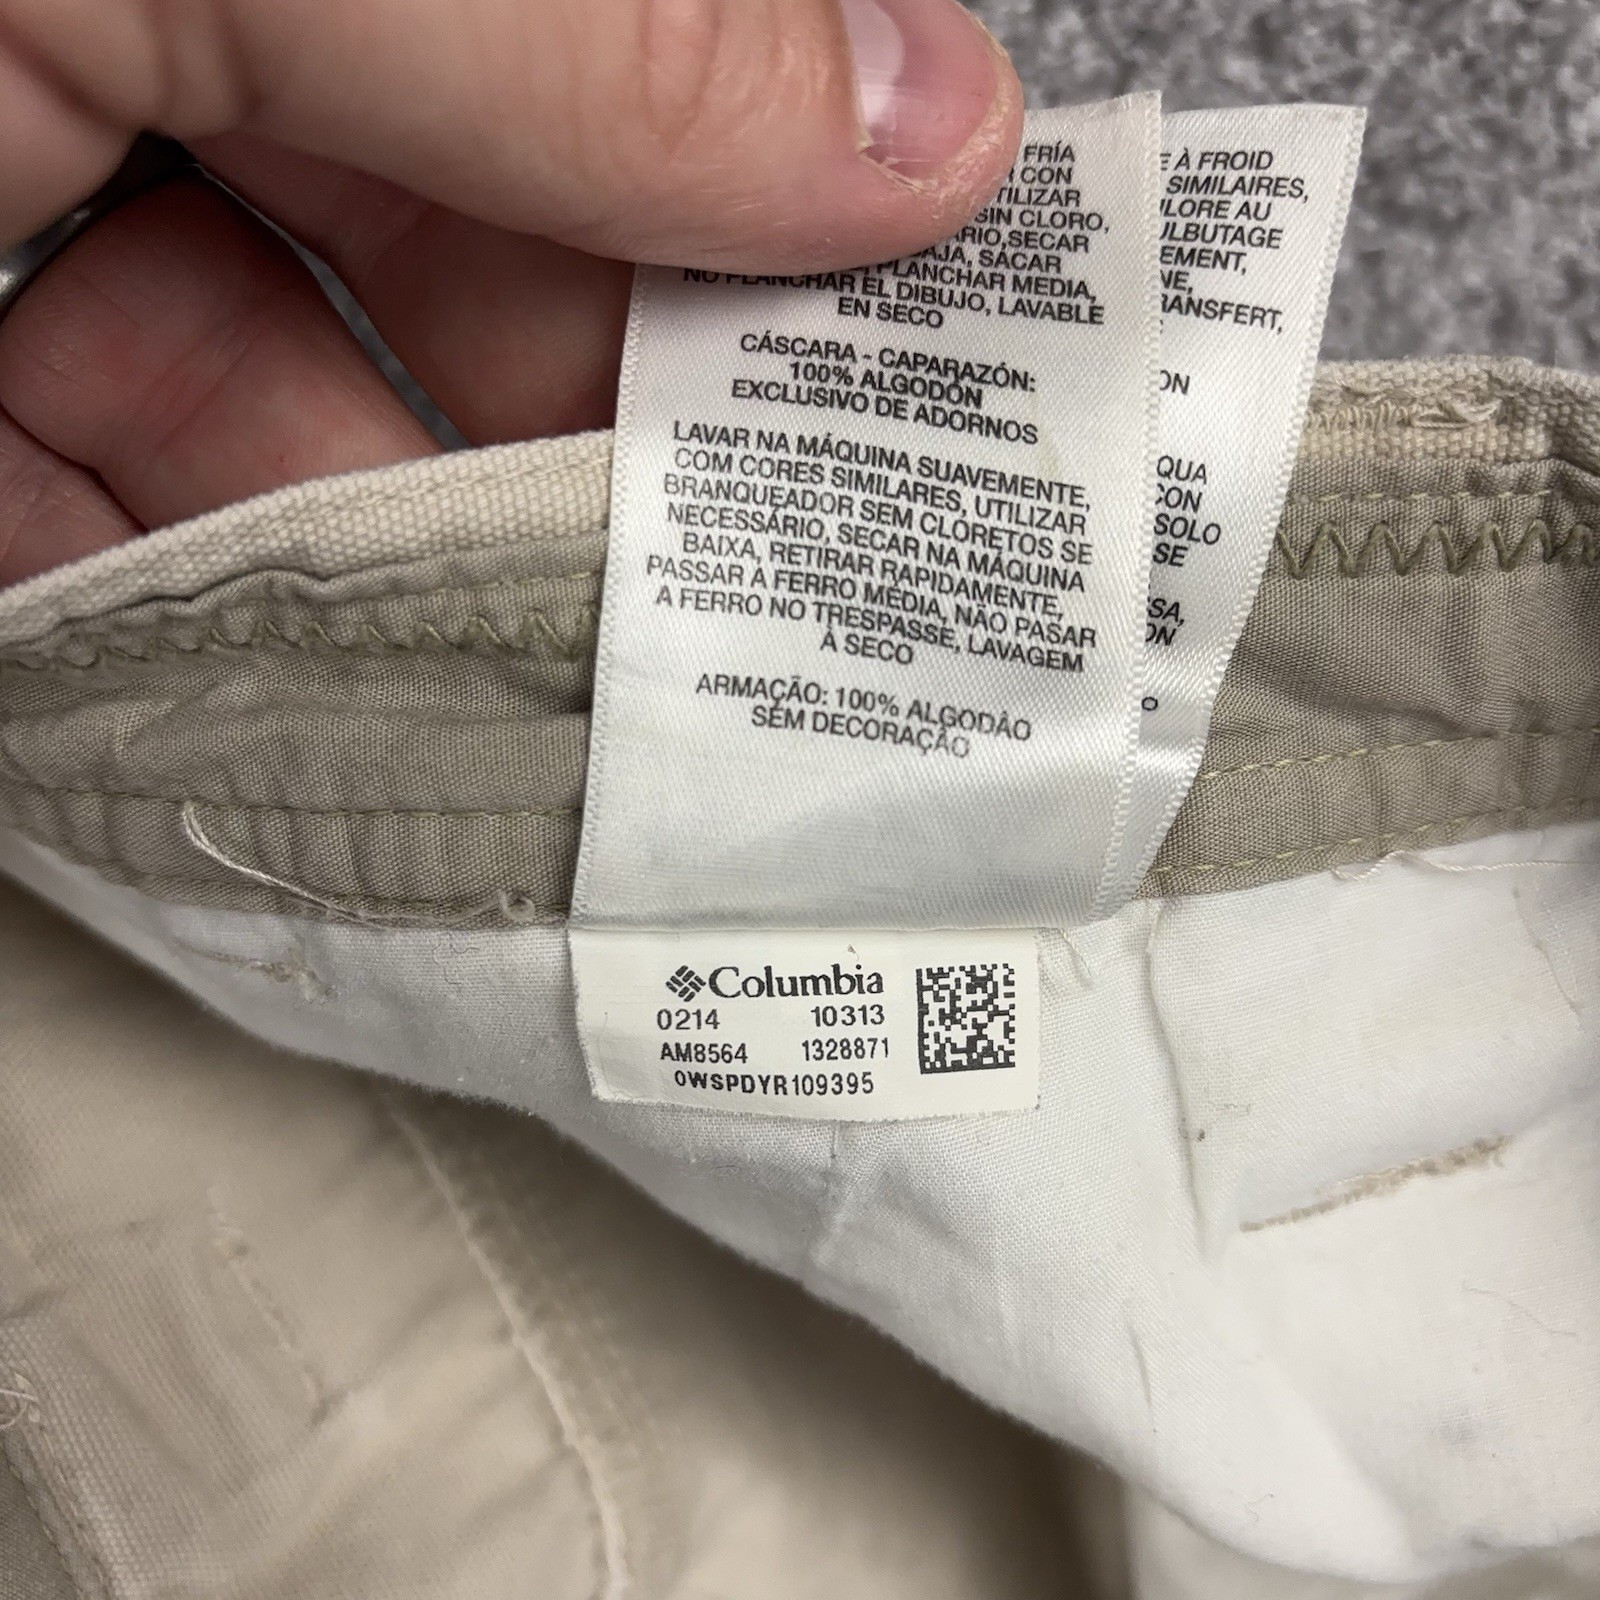 FRÍA
CON
TILIZAR
SIN CLORO,
RIO,SECAR
BAJA, SACAR
PLANCHAR MEDIA,
NO PLANCHAR EL DIBUJO, LAVABLE
EN SECO
CÁSCARA - CAPARAZÓN:
100% ALGODÓN
EXCLUSIVO DE ADORNOS
LAVAR NA MÁQUINA SUAVEMENTE,
COM CORES SIMILARES, UTILIZAR
BRANQUEADOR SEM CLORETOS SE
NECESSÁRIO, SECAR NA MÁQUINA
BAIXA, RETIRAR RAPIDAMENTE,
PASSAR A FERRO MÉDIA, NÃO PASAR
A FERRO NO TRESPASSE, LAVAGEM
À SECO
ARMAÇÃO: 100% ALGODÃO
SEM DECORAÇÃO
E À FROID
SIMILAIRES,
LORE AU
ULBUTAGE
EMENT,
NE,
RANSFERT,
ON
QUA
CON
SOLO
SE
SA,
ON
O
Columbia
0214 10313
AM8564 1328871
0WSPDYR109395